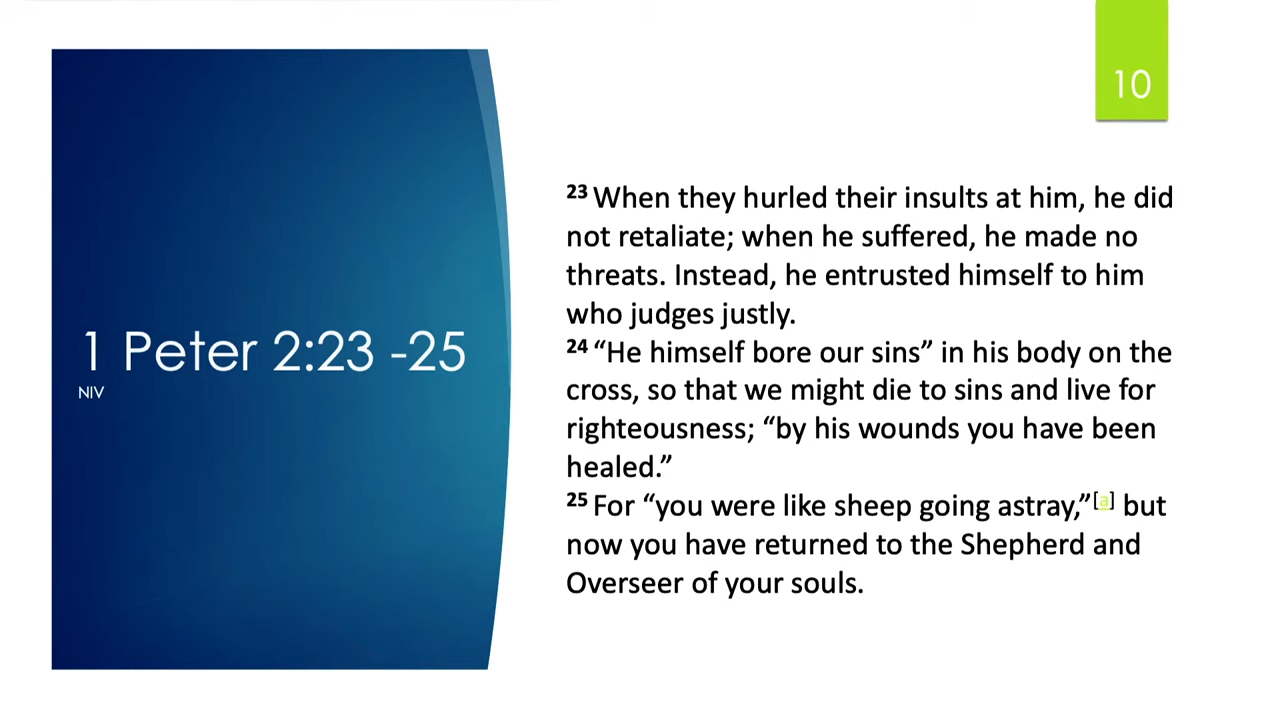 10
1 Peter 2:23 -25
NIV
23 When they hurled their insults at him, he did
not retaliate; when he suffered, he made no
threats. Instead, he entrusted himself to him
who judges justly.
24 “He himself bore our sins” in his body on the
cross, so that we might die to sins and live for
righteousness; “by his wounds you have been
healed.”
25 For “you were like sheep going astray,”[a] but
now you have returned to the Shepherd and
Overseer of your souls.